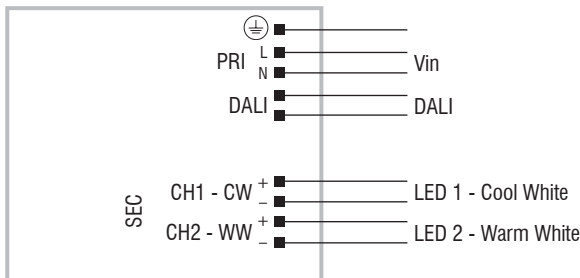 PRI L
N
Vin
DALI
DALI
SEC
CH1 - CW +
–
LED 1 - Cool White
CH2 - WW +
–
LED 2 - Warm White